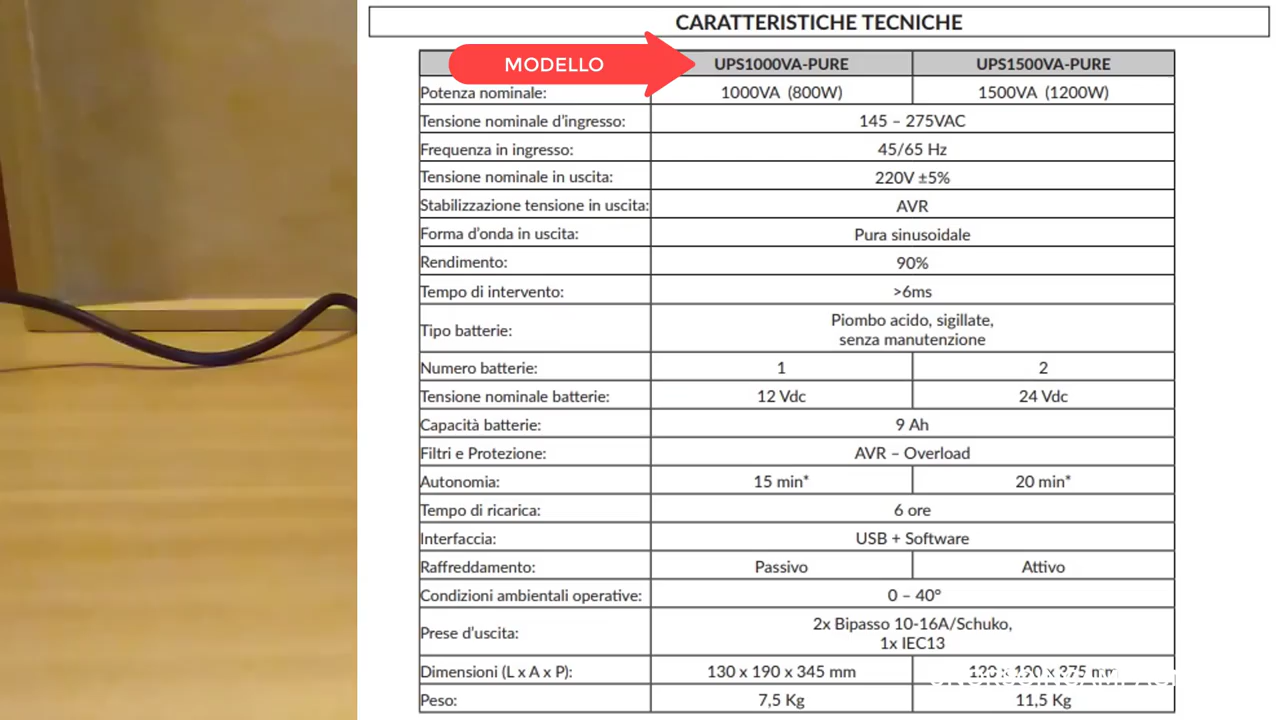 CARATTERISTICHE TECNICHE
MODELLO UPS1000VA-PURE UPS1500VA-PURE
Potenza nominale: 1000VA (800W) 1500VA (1200W)
Tensione nominale d'ingresso: 145 – 275VAC
Frequenza in ingresso: 45/65 Hz
Tensione nominale in uscita: 220V ±5%
Stabilizzazione tensione in uscita: AVR
Forma d'onda in uscita: Pura sinusoidale
Rendimento: 90%
Tempo di intervento: >6ms
Tipo batterie: Piombo acido, sigillate,
senza manutenzione
Numero batterie: 1 2
Tensione nominale batterie: 12 Vdc 24 Vdc
Capacità batterie: 9 Ah
Filtri e Protezione: AVR – Overload
Autonomia: 15 min* 20 min*
Tempo di ricarica: 6 ore
Interfaccia: USB + Software
Raffreddamento: Passivo Attivo
Condizioni ambientali operative: 0 – 40°
Prese d'uscita: 2x Bipasso 10-16A/Schuko,
1x IEC13
Dimensioni (L x A x P): 130 x 190 x 345 mm
Peso: 7,5 Kg 11,5 Kg